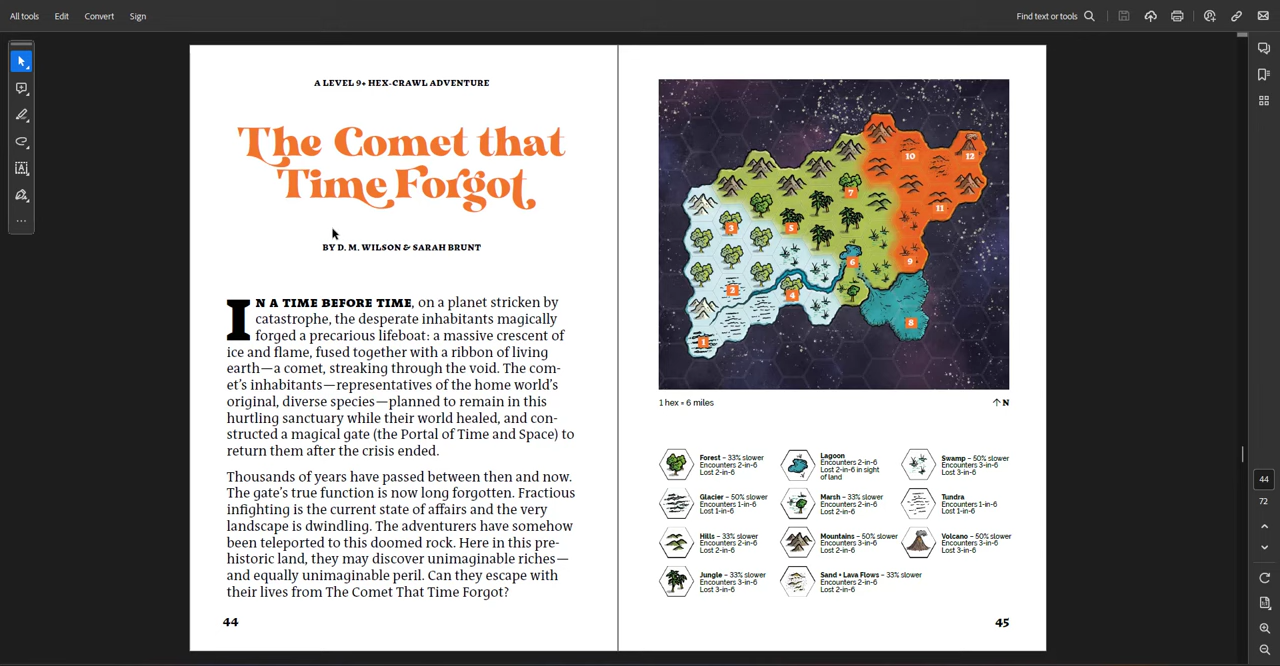 All tools Edit Convert Sign Find text or tools
A LEVEL 9+ HEX-CRAWL ADVENTURE
The Comet that
Time Forgot
BY D. M. WILSON & SARAH BRUNT
IN A TIME BEFORE TIME, on a planet stricken by
catastrophe, the desperate inhabitants magically
forged a precarious lifeboat: a massive crescent of
ice and flame, fused together with a ribbon of living
earth—a comet, streaking through the void. The com-
et's inhabitants—representatives of the home world's
original, diverse species—planned to remain in this
hurtling sanctuary while their world healed, and con-
structed a magical gate (the Portal of Time and Space) to
return them after the crisis ended.
Thousands of years have passed between then and now.
The gate's true function is now long forgotten. Fractious
infighting is the current state of affairs and the very
landscape is dwindling. The adventurers have somehow
been teleported to this doomed rock. Here in this pre-
historic land, they may discover unimaginable riches—
and equally unimaginable peril. Can they escape with
their lives from The Comet That Time Forgot?
44
10
12
7
11
3
5
6
9
2
4
8
1
1 hex = 6 miles
N
Forest – 33% slower
Encounters 2-in-6
Lost 2-in-6
Lagoon
Encounters 2-in-6
Lost 2-in-6 in sight
of land
Swamp – 50% slower
Encounters 3-in-6
Lost 3-in-6
Glacier – 50% slower
Encounters 1-in-6
Lost 1-in-6
Marsh – 33% slower
Encounters 2-in-6
Lost 2-in-6
Tundra
Encounters 1-in-6
Lost 1-in-6
Hills – 33% slower
Encounters 2-in-6
Lost 2-in-6
Mountains – 50% slower
Encounters 3-in-6
Lost 2-in-6
Volcano – 50% slower
Encounters 3-in-6
Lost 3-in-6
Jungle – 33% slower
Encounters 3-in-6
Lost 3-in-6
Sand + Lava Flows – 33% slower
Encounters 2-in-6
Lost 2-in-6
45
44
72